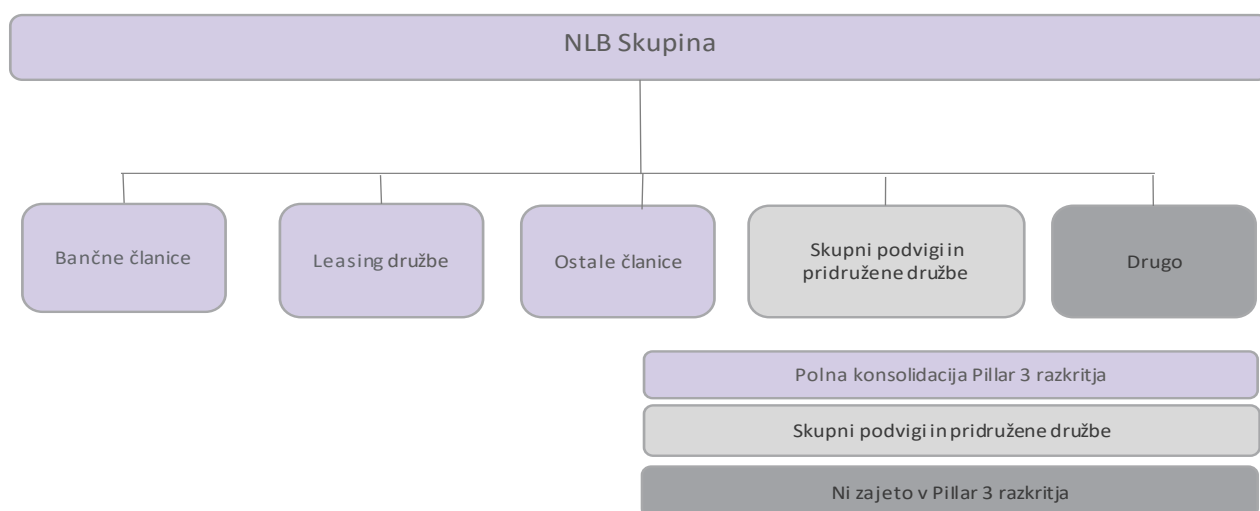 NLB Skupina
Bančne članice
Leasing družbe
Ostale članice
Skupni podvigi in
pridružene družbe
Drugo
Polna konsolidacija Pillar 3 razkritja
Skupni podvigi in pridružene družbe
Ni zajeto v Pillar 3 razkritja